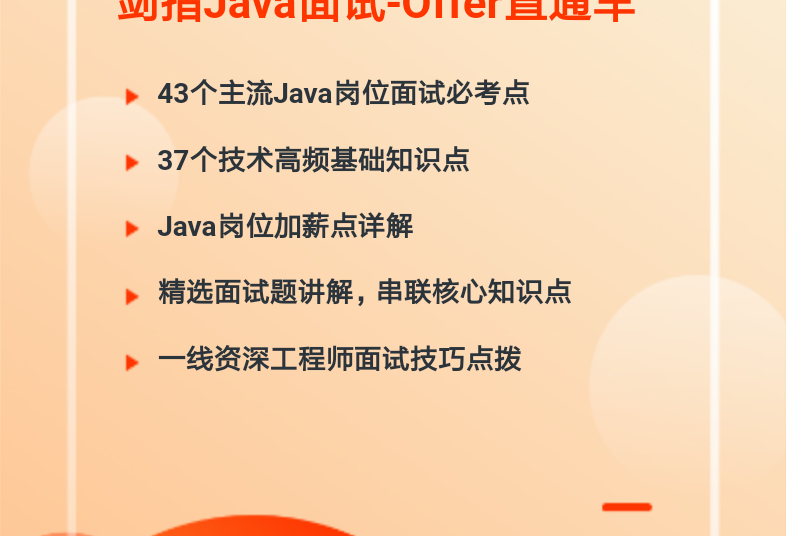 剑指Java面试-Offer直通车
43个主流Java岗位面试必考点
37个技术高频基础知识点
Java岗位加薪点详解
精选面试题讲解，串联核心知识点
一线资深工程师面试技巧点拨